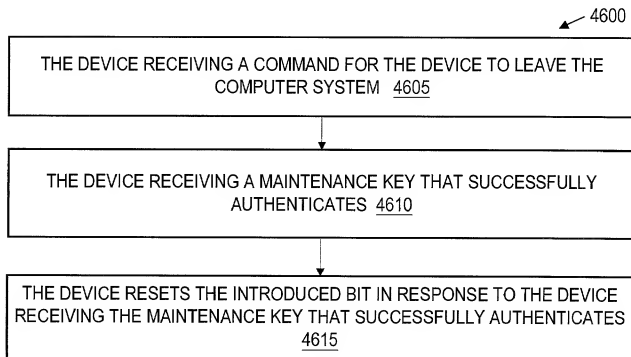 4600
THE DEVICE RECEIVING A COMMAND FOR THE DEVICE TO LEAVE THE
COMPUTER SYSTEM 4605
THE DEVICE RECEIVING A MAINTENANCE KEY THAT SUCCESSFULLY
AUTHENTICATES 4610
THE DEVICE RESETS THE INTRODUCED BIT IN RESPONSE TO THE DEVICE
RECEIVING THE MAINTENANCE KEY THAT SUCCESSFULLY AUTHENTICATES
4615